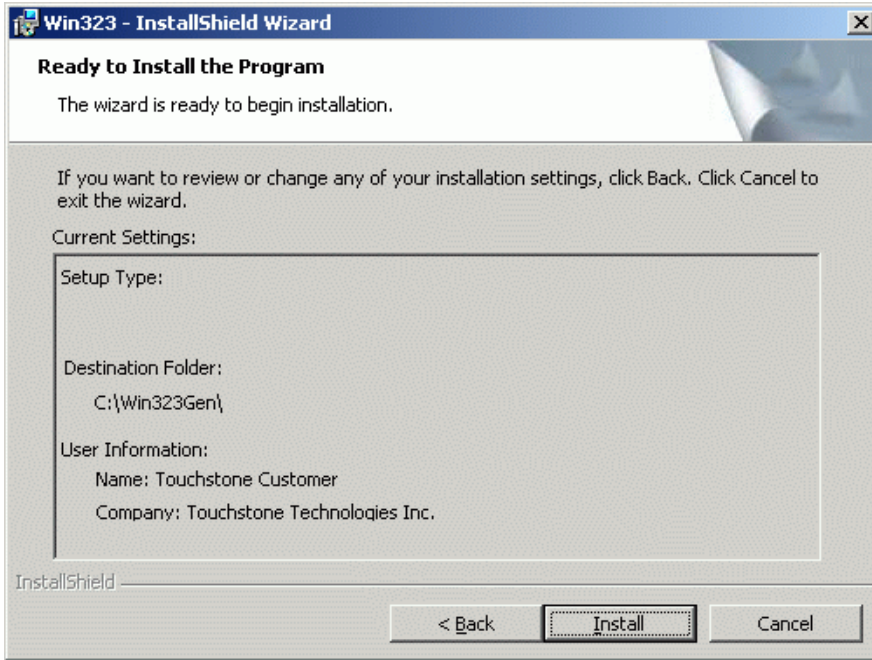 Win323 - InstallShield Wizard
Ready to Install the Program
The wizard is ready to begin installation.
If you want to review or change any of your installation settings, click Back. Click Cancel to
exit the wizard.
Current Settings:
Setup Type:
Destination Folder:
C:\Win323Gen\
User Information:
Name: Touchstone Customer
Company: Touchstone Technologies Inc.
InstallShield
< Back Install Cancel